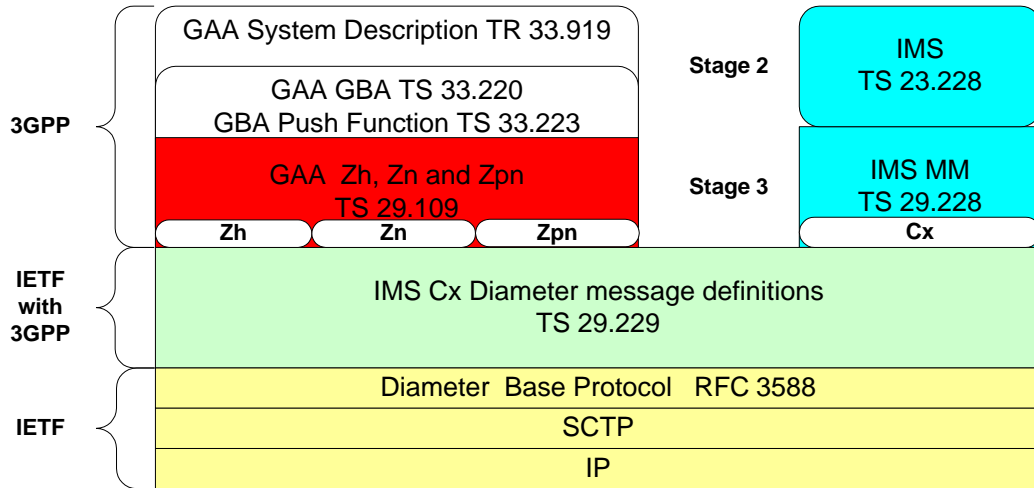 GAA System Description TR 33.919
GAA GBA TS 33.220
GBA Push Function TS 33.223
Stage 2
IMS
TS 23.228
3GPP
GAA Zh, Zn and Zpn
TS 29.109
Stage 3
IMS MM
TS 29.228
Zh
Zn
Zpn
Cx
IETF
with
3GPP
IMS Cx Diameter message definitions
TS 29.229
IETF
Diameter Base Protocol RFC 3588
SCTP
IP